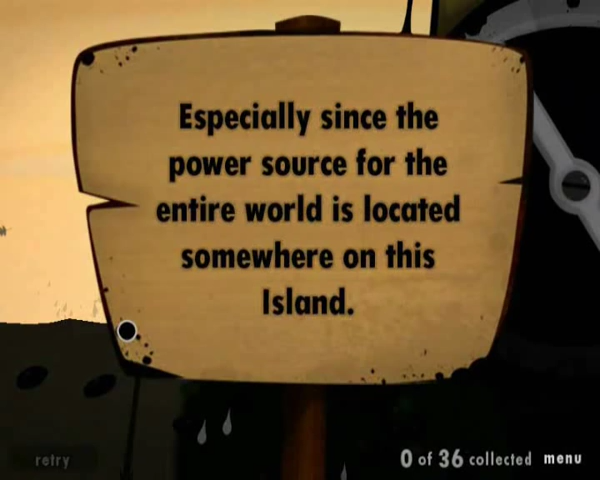 Especially since the
power source for the
entire world is located
somewhere on this
Island.
retry
0 of 36 collected menu